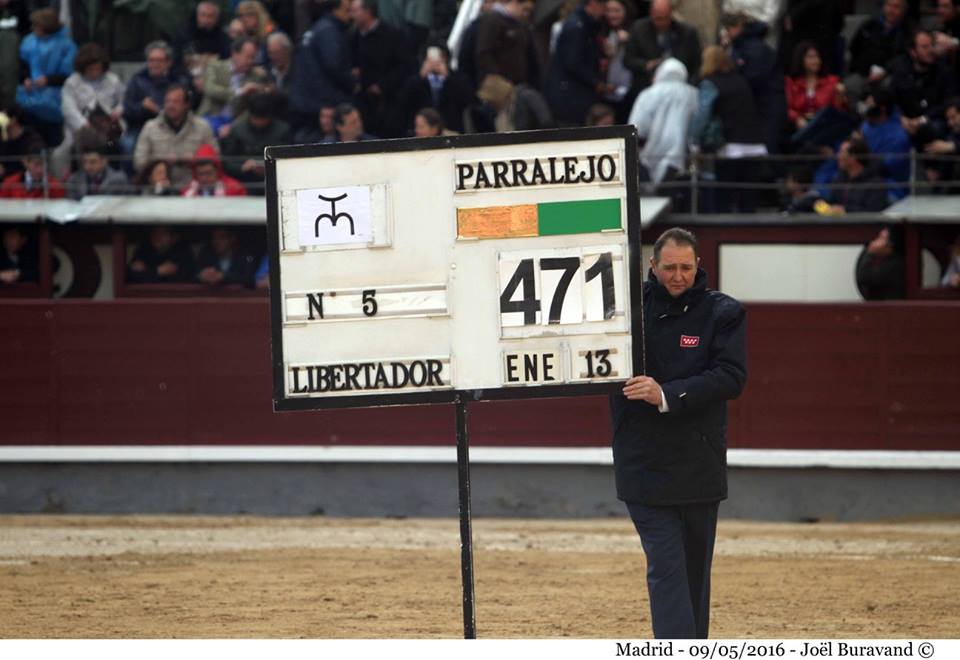 PARRALEJO
471
N 5
LIBERTADOR
ENE 13
Madrid - 09/05/2016 - Joël Buravand ©